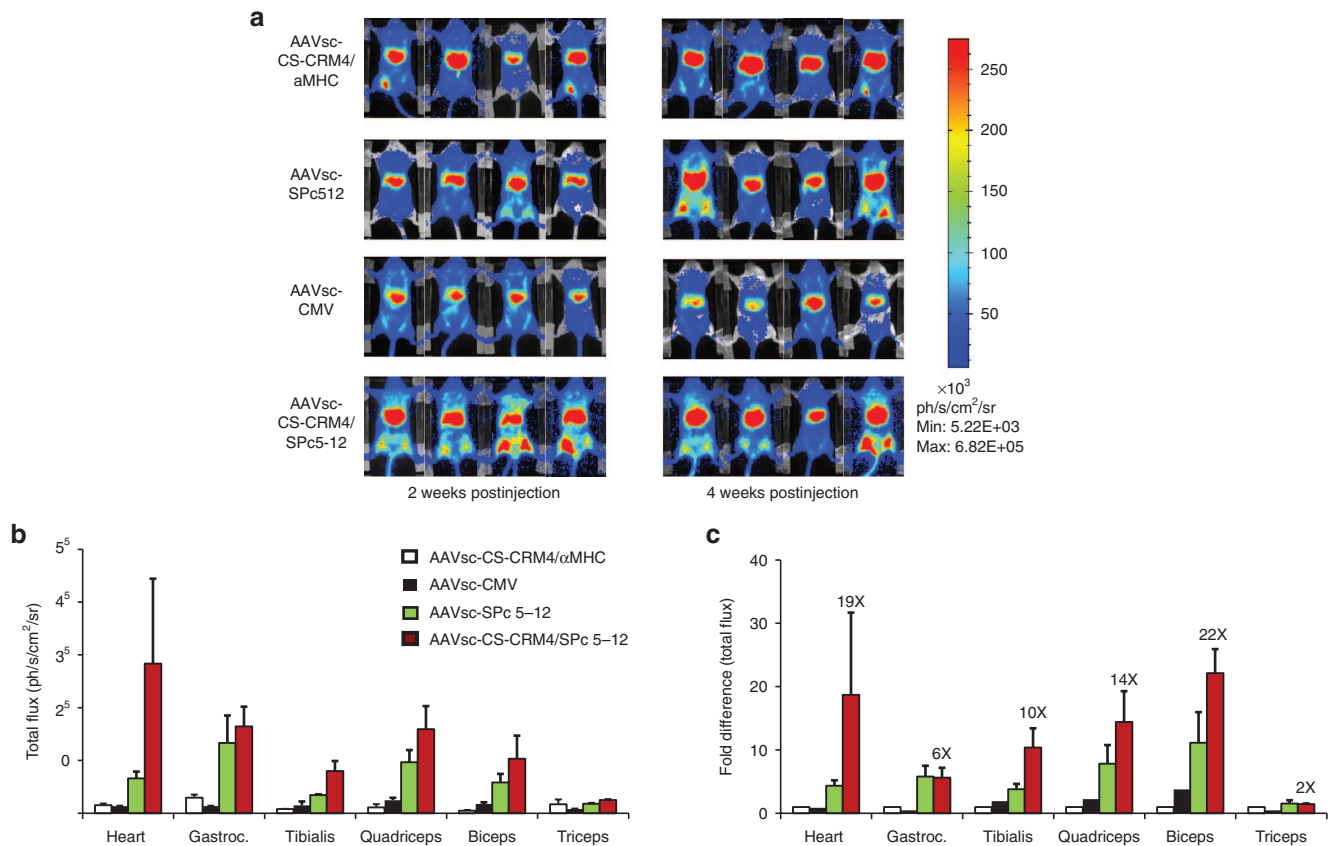 a
AAVsc-
CS-CRM4/
aMHC
AAVsc-
SPc512
AAVsc-
CMV
AAVsc-
CS-CRM4/
SPc5-12
2 weeks postinjection
4 weeks postinjection
250
200
150
100
50
×10³
ph/s/cm²/sr
Min: 5.22E+03
Max: 6.82E+05
b
Total flux (ph/s/cm²/sr)
5⁵
4⁵
3⁵
2⁵
0
AAVsc-CS-CRM4/αMHC
AAVsc-CMV
AAVsc-SPc 5–12
AAVsc-CS-CRM4/SPc 5–12
Heart Gastroc. Tibialis Quadriceps Biceps Triceps
c
Fold difference (total flux)
40
30
20
10
0
19X
6X
10X
14X
22X
2X
Heart Gastroc. Tibialis Quadriceps Biceps Triceps